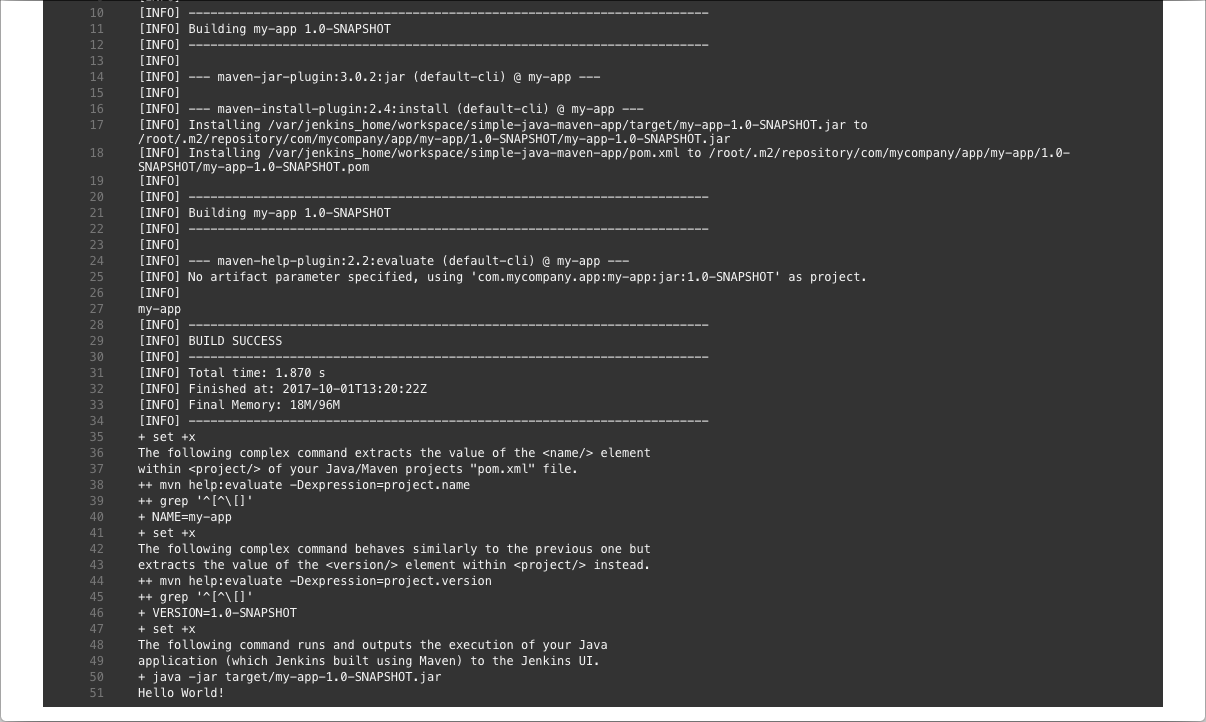 10 [INFO] ------------------------------------------------------------------------
11 [INFO] Building my-app 1.0-SNAPSHOT
12 [INFO] ------------------------------------------------------------------------
13 [INFO]
14 [INFO] --- maven-jar-plugin:3.0.2:jar (default-cli) @ my-app ---
15 [INFO]
16 [INFO] --- maven-install-plugin:2.4:install (default-cli) @ my-app ---
17 [INFO] Installing /var/jenkins_home/workspace/simple-java-maven-app/target/my-app-1.0-SNAPSHOT.jar to
/root/.m2/repository/com/mycompany/app/my-app/1.0-SNAPSHOT/my-app-1.0-SNAPSHOT.jar
18 [INFO] Installing /var/jenkins_home/workspace/simple-java-maven-app/pom.xml to /root/.m2/repository/com/mycompany/app/my-app/1.0-
SNAPSHOT/my-app-1.0-SNAPSHOT.pom
19 [INFO]
20 [INFO] ------------------------------------------------------------------------
21 [INFO] Building my-app 1.0-SNAPSHOT
22 [INFO] ------------------------------------------------------------------------
23 [INFO]
24 [INFO] --- maven-help-plugin:2.2:evaluate (default-cli) @ my-app ---
25 [INFO] No artifact parameter specified, using 'com.mycompany.app:my-app:jar:1.0-SNAPSHOT' as project.
26 [INFO]
27 my-app
28 [INFO] ------------------------------------------------------------------------
29 [INFO] BUILD SUCCESS
30 [INFO] ------------------------------------------------------------------------
31 [INFO] Total time: 1.870 s
32 [INFO] Finished at: 2017-10-01T13:20:22Z
33 [INFO] Final Memory: 18M/96M
34 [INFO] ------------------------------------------------------------------------
35 + set +x
36 The following complex command extracts the value of the <name/> element
37 within <project/> of your Java/Maven projects "pom.xml" file.
38 ++ mvn help:evaluate -Dexpression=project.name
39 ++ grep '^[^\[]'
40 + NAME=my-app
41 + set +x
42 The following complex command behaves similarly to the previous one but
43 extracts the value of the <version/> element within <project/> instead.
44 ++ mvn help:evaluate -Dexpression=project.version
45 ++ grep '^[^\[]'
46 + VERSION=1.0-SNAPSHOT
47 + set +x
48 The following command runs and outputs the execution of your Java
49 application (which Jenkins built using Maven) to the Jenkins UI.
50 + java -jar target/my-app-1.0-SNAPSHOT.jar
51 Hello World!